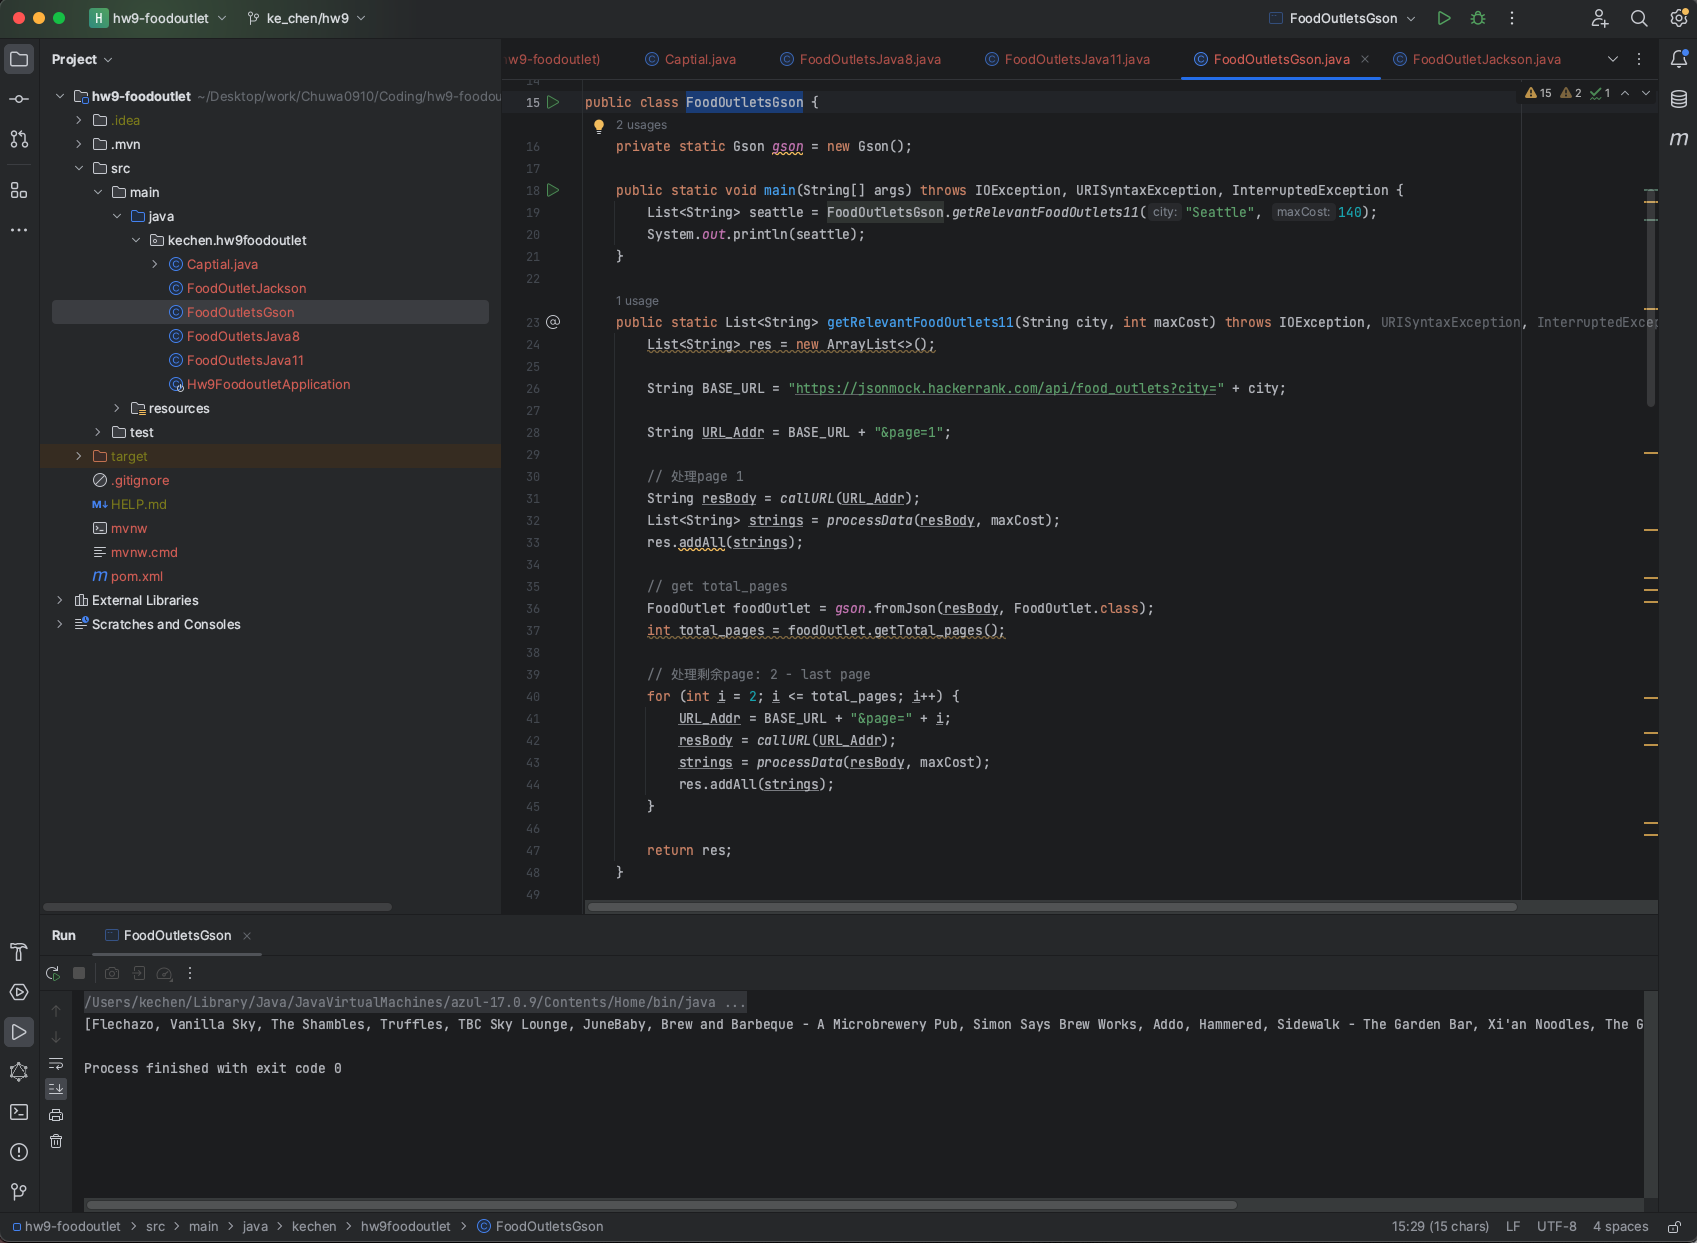 H hw9-foodoutlet ke_chen/hw9 FoodOutletsGson
Project
hw9-foodoutlet ~/Desktop/work/Chuwa0910/Coding/hw9-foodou
.idea
.mvn
src
main
java
kechen.hw9foodoutlet
Captial.java
FoodOutletJackson
FoodOutletsGson
FoodOutletsJava8
FoodOutletsJava11
Hw9FoodoutletApplication
resources
test
target
.gitignore
M↓ HELP.md
mvnw
mvnw.cmd
m pom.xml
External Libraries
Scratches and Consoles
w9-foodoutlet) Captial.java FoodOutletsJava8.java FoodOutletsJava11.java FoodOutletsGson.java FoodOutletJackson.java
15 2 1
14
15 public class FoodOutletsGson {
2 usages
16 private static Gson gson = new Gson();
17
18 public static void main(String[] args) throws IOException, URISyntaxException, InterruptedException {
19 List<String> seattle = FoodOutletsGson.getRelevantFoodOutlets11( city: "Seattle", maxCost: 140);
20 System.out.println(seattle);
21 }
22
1 usage
23 @ public static List<String> getRelevantFoodOutlets11(String city, int maxCost) throws IOException, URISyntaxException, InterruptedExcep
24 List<String> res = new ArrayList<>();
25
26 String BASE_URL = "https://jsonmock.hackerrank.com/api/food_outlets?city=" + city;
27
28 String URL_Addr = BASE_URL + "&page=1";
29
30 // 处理page 1
31 String resBody = callURL(URL_Addr);
32 List<String> strings = processData(resBody, maxCost);
33 res.addAll(strings);
34
35 // get total_pages
36 FoodOutlet foodOutlet = gson.fromJson(resBody, FoodOutlet.class);
37 int total_pages = foodOutlet.getTotal_pages();
38
39 // 处理剩余page: 2 - last page
40 for (int i = 2; i <= total_pages; i++) {
41 URL_Addr = BASE_URL + "&page=" + i;
42 resBody = callURL(URL_Addr);
43 strings = processData(resBody, maxCost);
44 res.addAll(strings);
45 }
46
47 return res;
48 }
49
Run FoodOutletsGson
/Users/kechen/Library/Java/JavaVirtualMachines/azul-17.0.9/Contents/Home/bin/java ...
[Flechazo, Vanilla Sky, The Shambles, Truffles, TBC Sky Lounge, JuneBaby, Brew and Barbeque - A Microbrewery Pub, Simon Says Brew Works, Addo, Hammered, Sidewalk - The Garden Bar, Xi'an Noodles, The G
Process finished with exit code 0
hw9-foodoutlet > src > main > java > kechen > hw9foodoutlet > FoodOutletsGson 15:29 (15 chars) LF UTF-8 4 spaces